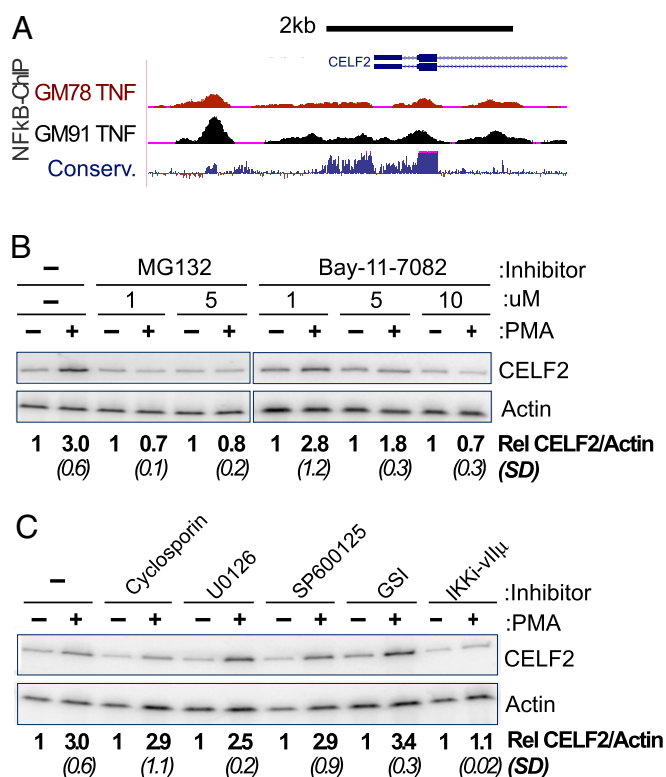 A
2kb
CELF2
NFkB-ChIP
GM78 TNF
GM91 TNF
Conserv.
B
– MG132 Bay-11-7082 :Inhibitor
– 1 5 1 5 10 :uM
– + – + – + – + – + – + :PMA
CELF2
Actin
1 3.0 1 0.7 1 0.8 1 2.8 1 1.8 1 0.7 Rel CELF2/Actin
(0.6) (0.1) (0.2) (1.2) (0.3) (0.3) (SD)
C
– Cyclosporin U0126 SP600125 GSI IKKi-vIIμ :Inhibitor
– + – + – + – + – + – + :PMA
CELF2
Actin
1 3.0 1 2.9 1 2.5 1 2.9 1 3.4 1 1.1 Rel CELF2/Actin
(0.6) (1.1) (0.2) (0.9) (0.3) (0.02) (SD)